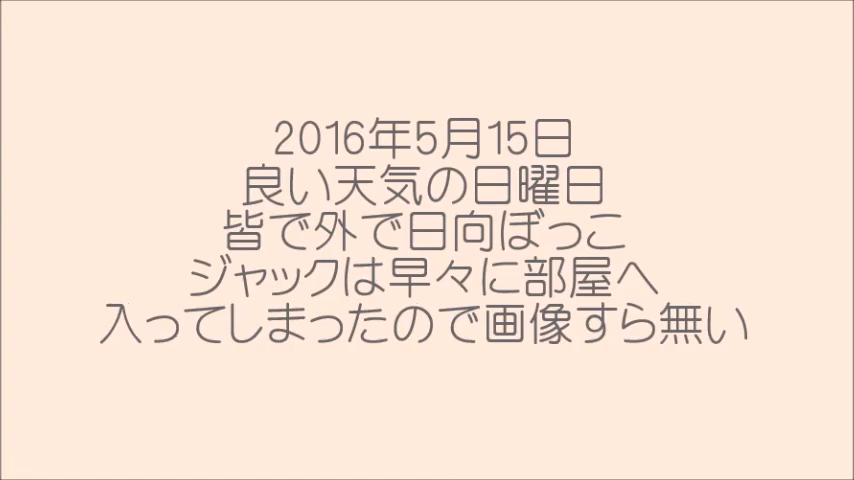 2016年5月15日
良い天気の日曜日
皆で外で日向ぼっこ
ジャックは早々に部屋へ
入ってしまったので画像すら無い